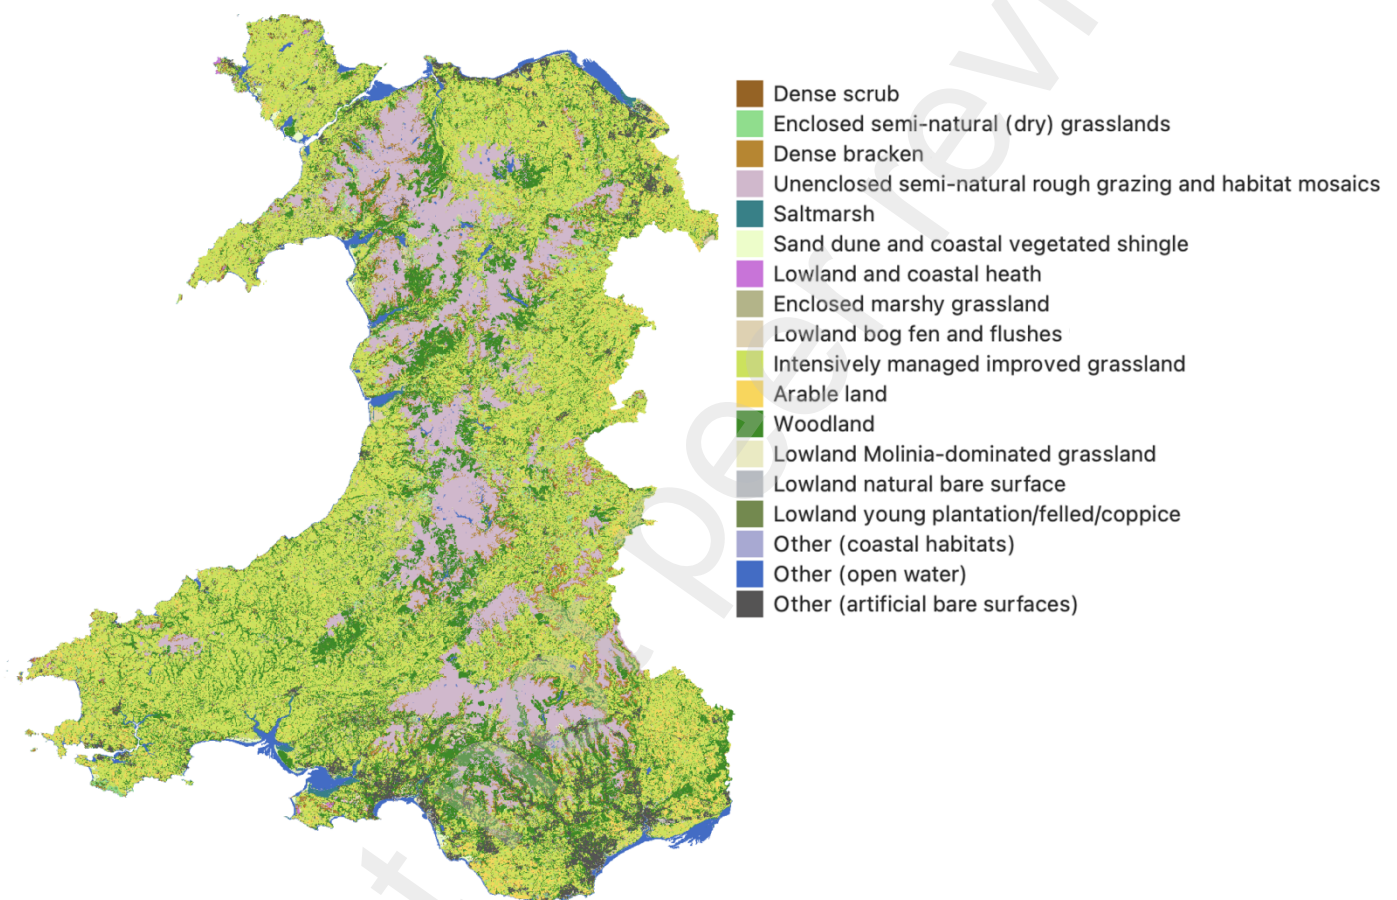 Dense scrub
Enclosed semi-natural (dry) grasslands
Dense bracken
Unenclosed semi-natural rough grazing and habitat mosaics
Saltmarsh
Sand dune and coastal vegetated shingle
Lowland and coastal heath
Enclosed marshy grassland
Lowland bog fen and flushes
Intensively managed improved grassland
Arable land
Woodland
Lowland Molinia-dominated grassland
Lowland natural bare surface
Lowland young plantation/felled/coppice
Other (coastal habitats)
Other (open water)
Other (artificial bare surfaces)
t peer revi